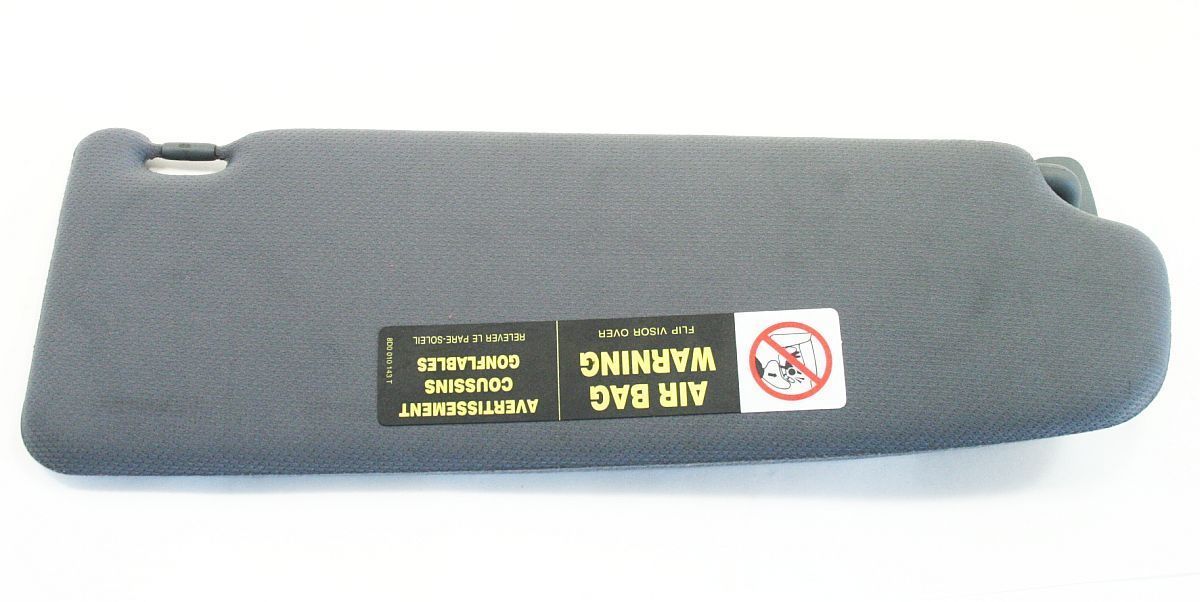 AIR BAG
WARNING
FLIP VISOR OVER
AVERTISSEMENT
COUSSINS
GONFLABLES
RELEVER LE PARE-SOLEIL
8D0 010 143 T